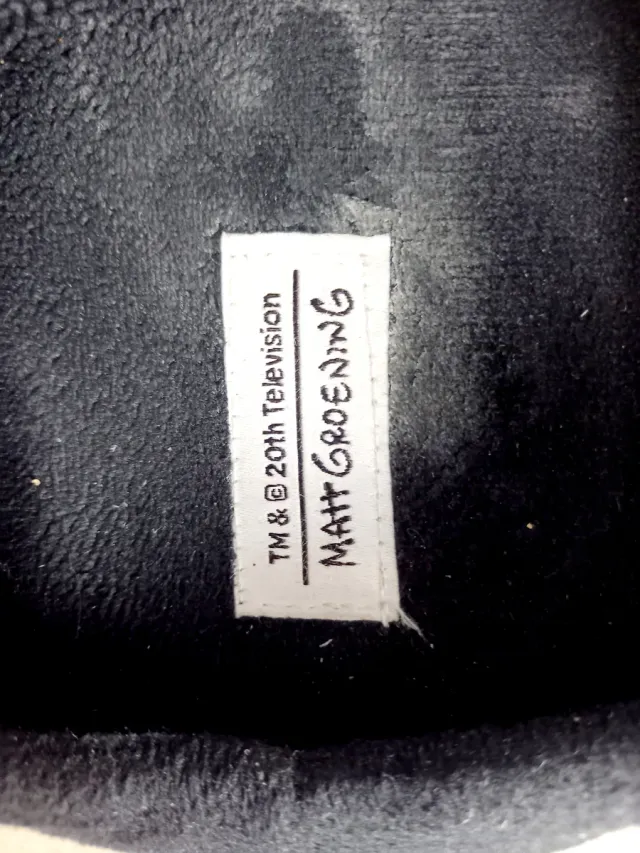 TM & © 20th Television
MATT GROENING